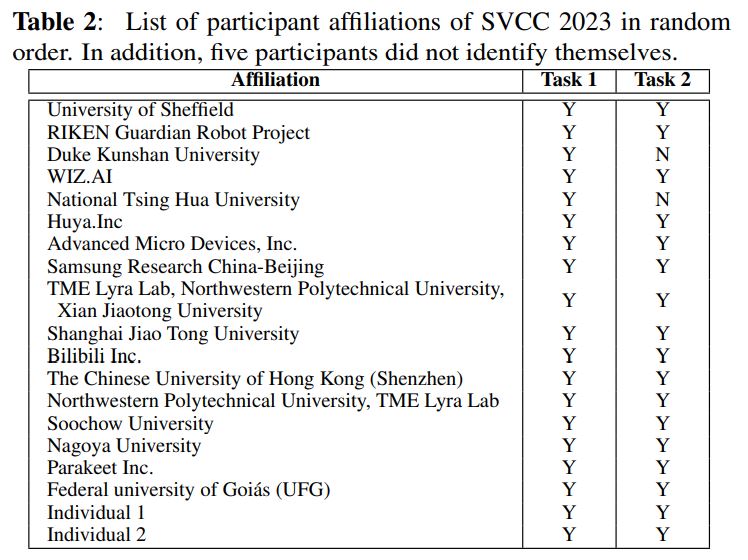 Table 2: List of participant affiliations of SVCC 2023 in random
order. In addition, five participants did not identify themselves.
Affiliation Task 1 Task 2
University of Sheffield Y Y
RIKEN Guardian Robot Project Y Y
Duke Kunshan University Y N
WIZ.AI Y Y
National Tsing Hua University Y N
Huya.Inc Y Y
Advanced Micro Devices, Inc. Y Y
Samsung Research China-Beijing Y Y
TME Lyra Lab, Northwestern Polytechnical University,
Xian Jiaotong University Y Y
Shanghai Jiao Tong University Y Y
Bilibili Inc. Y Y
The Chinese University of Hong Kong (Shenzhen) Y Y
Northwestern Polytechnical University, TME Lyra Lab Y Y
Soochow University Y Y
Nagoya University Y Y
Parakeet Inc. Y Y
Federal university of Goiás (UFG) Y Y
Individual 1 Y Y
Individual 2 Y Y